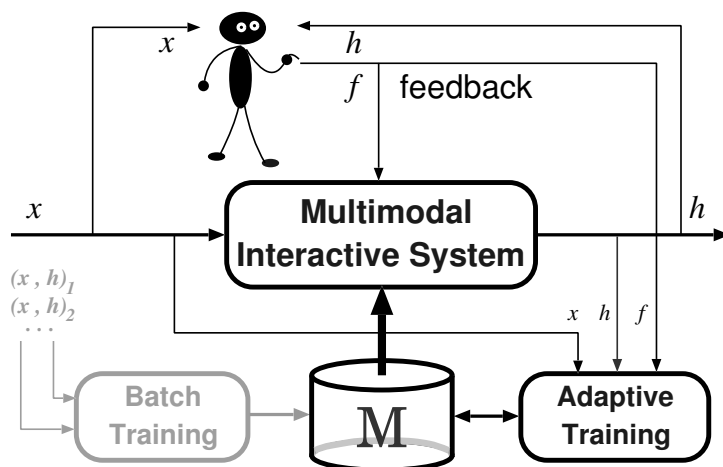 x
h
f feedback
x
h
Multimodal
Interactive System
(x , h)1
(x , h)2
. . .
x h f
Batch
Training
M
Adaptive
Training